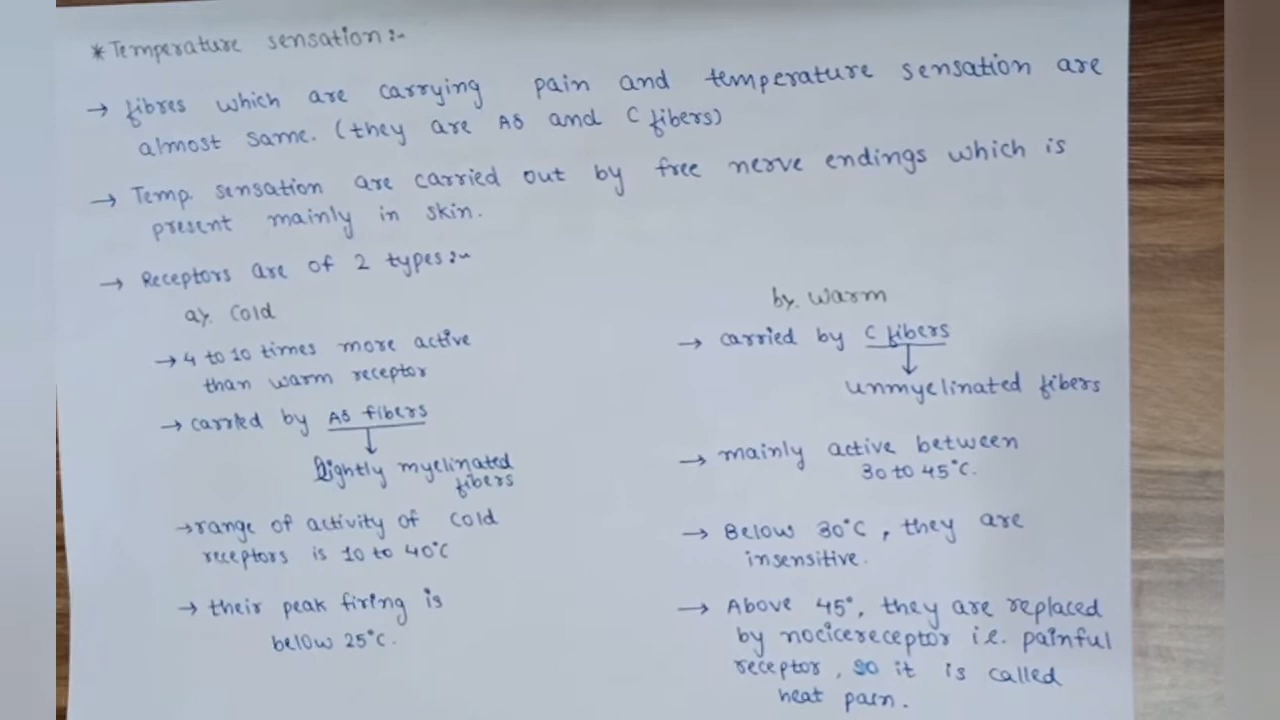 * Temperature sensation:-
→ fibres which are carrying pain and temperature sensation are
almost same. (they are Aδ and C fibers)
→ Temp. sensation are carried out by free nerve endings which is
present mainly in skin.
→ Receptors are of 2 types:-
a). Cold
→ 4 to 10 times more active
than warm receptor
→ carried by Aδ fibers
↓
lightly myelinated
fibers
→ range of activity of cold
receptors is 10 to 40°C
→ their peak firing is
below 25°C.
b). Warm
→ carried by C fibers
↓
unmyelinated fibers
→ mainly active between
30 to 45°C.
→ Below 30°C, they are
insensitive.
→ Above 45°, they are replaced
by nocicereceptor i.e. painful
receptor, so it is called
heat pain.